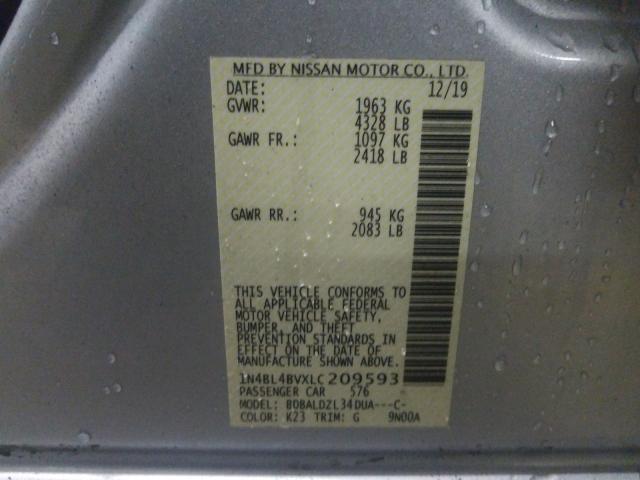 MFD BY NISSAN MOTOR CO., LTD.
DATE: 12/19
GVWR: 1963 KG
4328 LB
GAWR FR.: 1097 KG
2418 LB
GAWR RR.: 945 KG
2083 LB
THIS VEHICLE CONFORMS TO
ALL APPLICABLE FEDERAL
MOTOR VEHICLE SAFETY,
BUMPER, AND THEFT
PREVENTION STANDARDS IN
EFFECT ON THE DATE OF
MANUFACTURE SHOWN ABOVE.
1N4BL4BVXLC209593
PASSENGER CAR 576
MODEL: BDBALDZL34DUA---C-
COLOR: K23 TRIM: G 9N00A